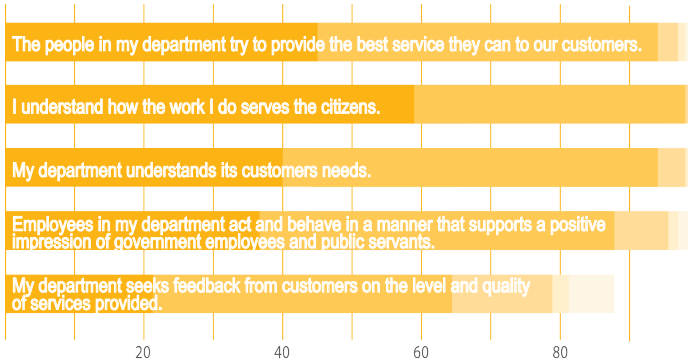 The people in my department try to provide the best service they can to our customers.
I understand how the work I do serves the citizens.
My department understands its customers needs.
Employees in my department act and behave in a manner that supports a positive
impression of government employees and public servants.
My department seeks feedback from customers on the level and quality
of services provided.
20 40 60 80